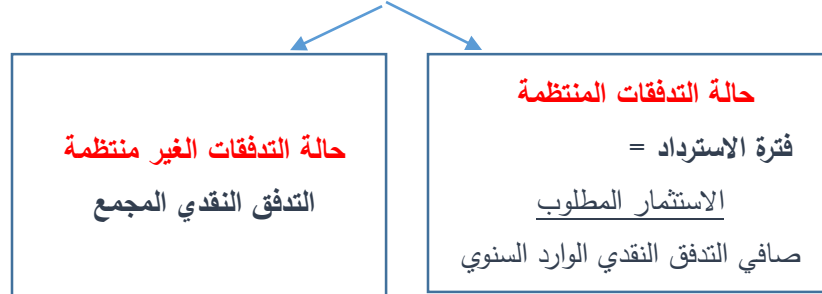 حالة التدفقات المنتظمة
فترة الاسترداد =
الاستثمار المطلوب
صافي التدفق النقدي الوارد السنوي
حالة التدفقات الغير منتظمة
التدفق النقدي المجمع